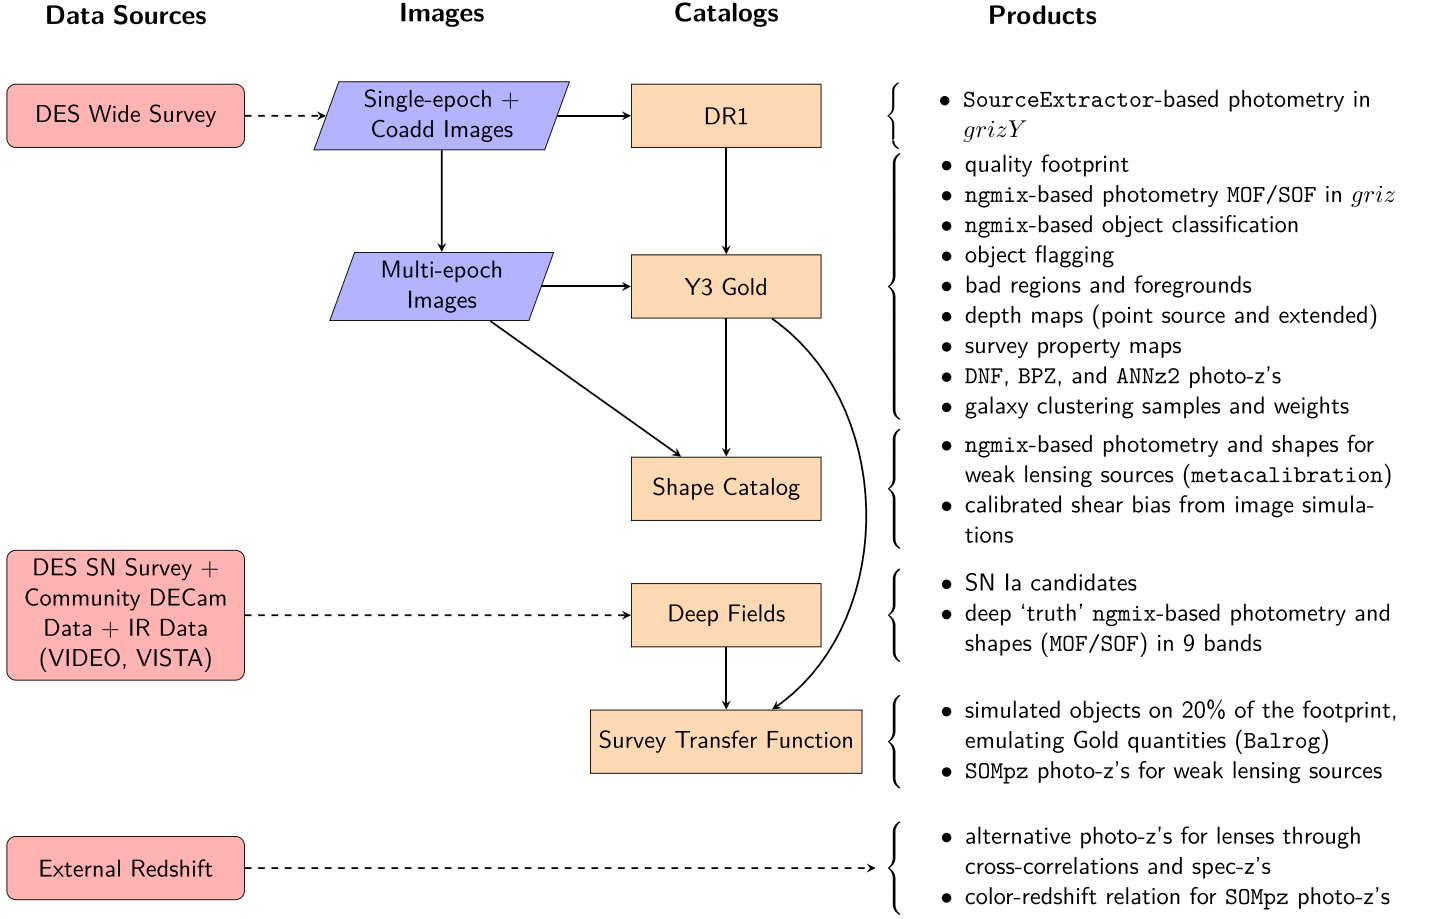 Data Sources
Images
Catalogs
Products
DES Wide Survey
Single-epoch +
Coadd Images
DR1
• SourceExtractor-based photometry in
grizY
Multi-epoch
Images
Y3 Gold
• quality footprint
• ngmix-based photometry MOF/SOF in griz
• ngmix-based object classification
• object flagging
• bad regions and foregrounds
• depth maps (point source and extended)
• survey property maps
• DNF, BPZ, and ANNz2 photo-z's
• galaxy clustering samples and weights
Shape Catalog
• ngmix-based photometry and shapes for
weak lensing sources (metacalibration)
• calibrated shear bias from image simula-
tions
DES SN Survey +
Community DECam
Data + IR Data
(VIDEO, VISTA)
Deep Fields
• SN Ia candidates
• deep ‘truth’ ngmix-based photometry and
shapes (MOF/SOF) in 9 bands
Survey Transfer Function
• simulated objects on 20% of the footprint,
emulating Gold quantities (Balrog)
• SOMpz photo-z's for weak lensing sources
External Redshift
• alternative photo-z's for lenses through
cross-correlations and spec-z's
• color-redshift relation for SOMpz photo-z's